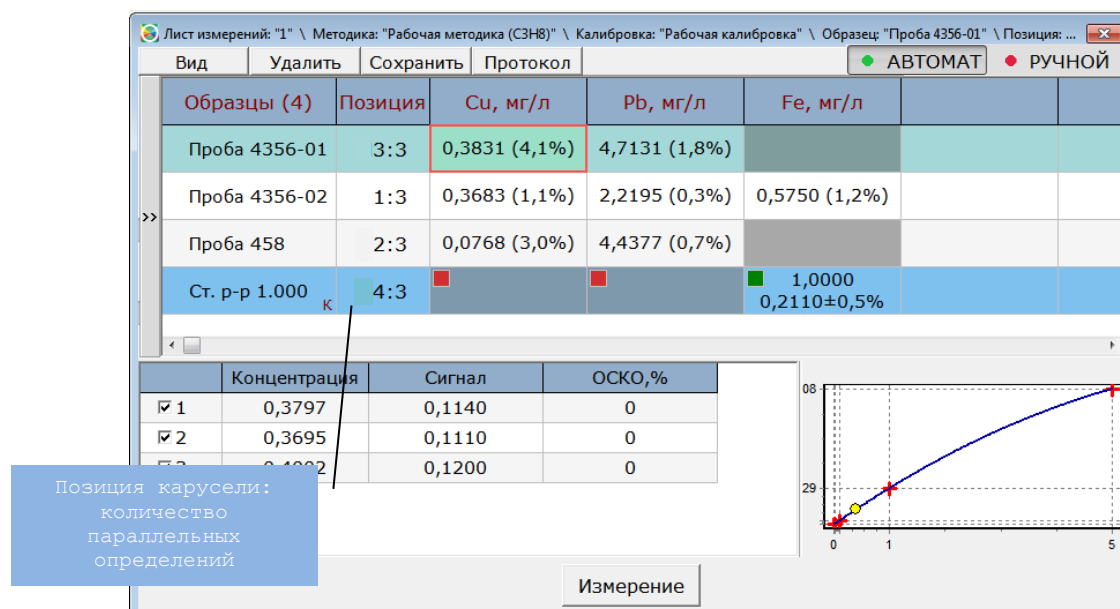 Лист измерений: "1" \ Методика: "Рабочая методика (C3H8)" \ Калибровка: "Рабочая калибровка" \ Образец: "Проба 4356-01" \ Позиция: ...
Вид Удалить Сохранить Протокол АВТОМАТ РУЧНОЙ
Образцы (4) Позиция Cu, мг/л Pb, мг/л Fe, мг/л
Проба 4356-01 3:3 0,3831 (4,1%) 4,7131 (1,8%)
Проба 4356-02 1:3 0,3683 (1,1%) 2,2195 (0,3%) 0,5750 (1,2%)
>>
Проба 458 2:3 0,0768 (3,0%) 4,4377 (0,7%)
Ст. р-р 1.000 К 4:3 1,0000
0,2110±0,5%
Концентрация Сигнал ОСКО,%
1 0,3797 0,1140 0
2 0,3695 0,1110 0
0,1200 0
08
29
0 1 5
Позиция карусели:
количество
параллельных
определений
Измерение